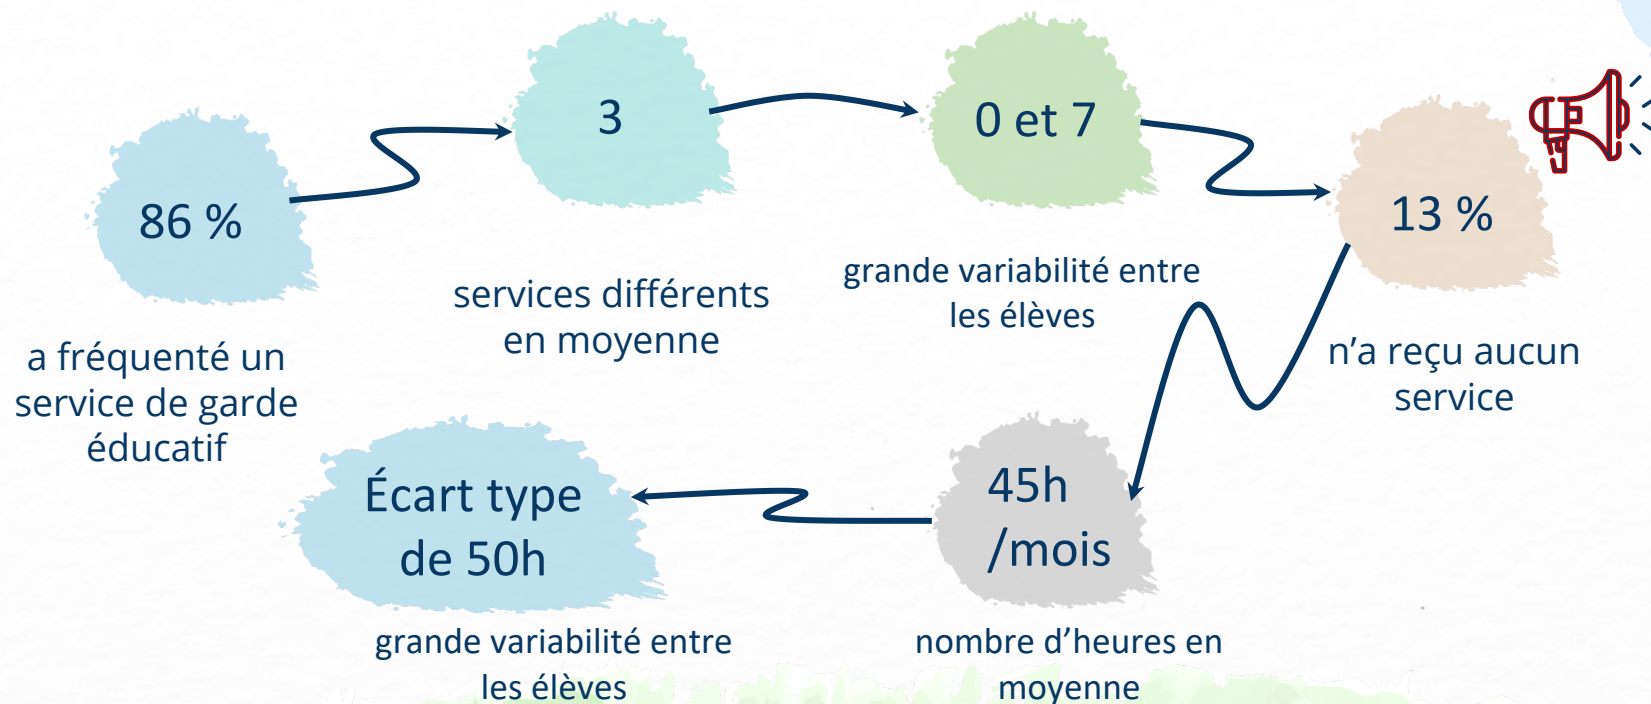 86 %
a fréquenté un
service de garde
éducatif
3
services différents
en moyenne
0 et 7
grande variabilité entre
les élèves
13 %
n'a reçu aucun
service
45h
/mois
nombre d'heures en
moyenne
Écart type
de 50h
grande variabilité entre
les élèves